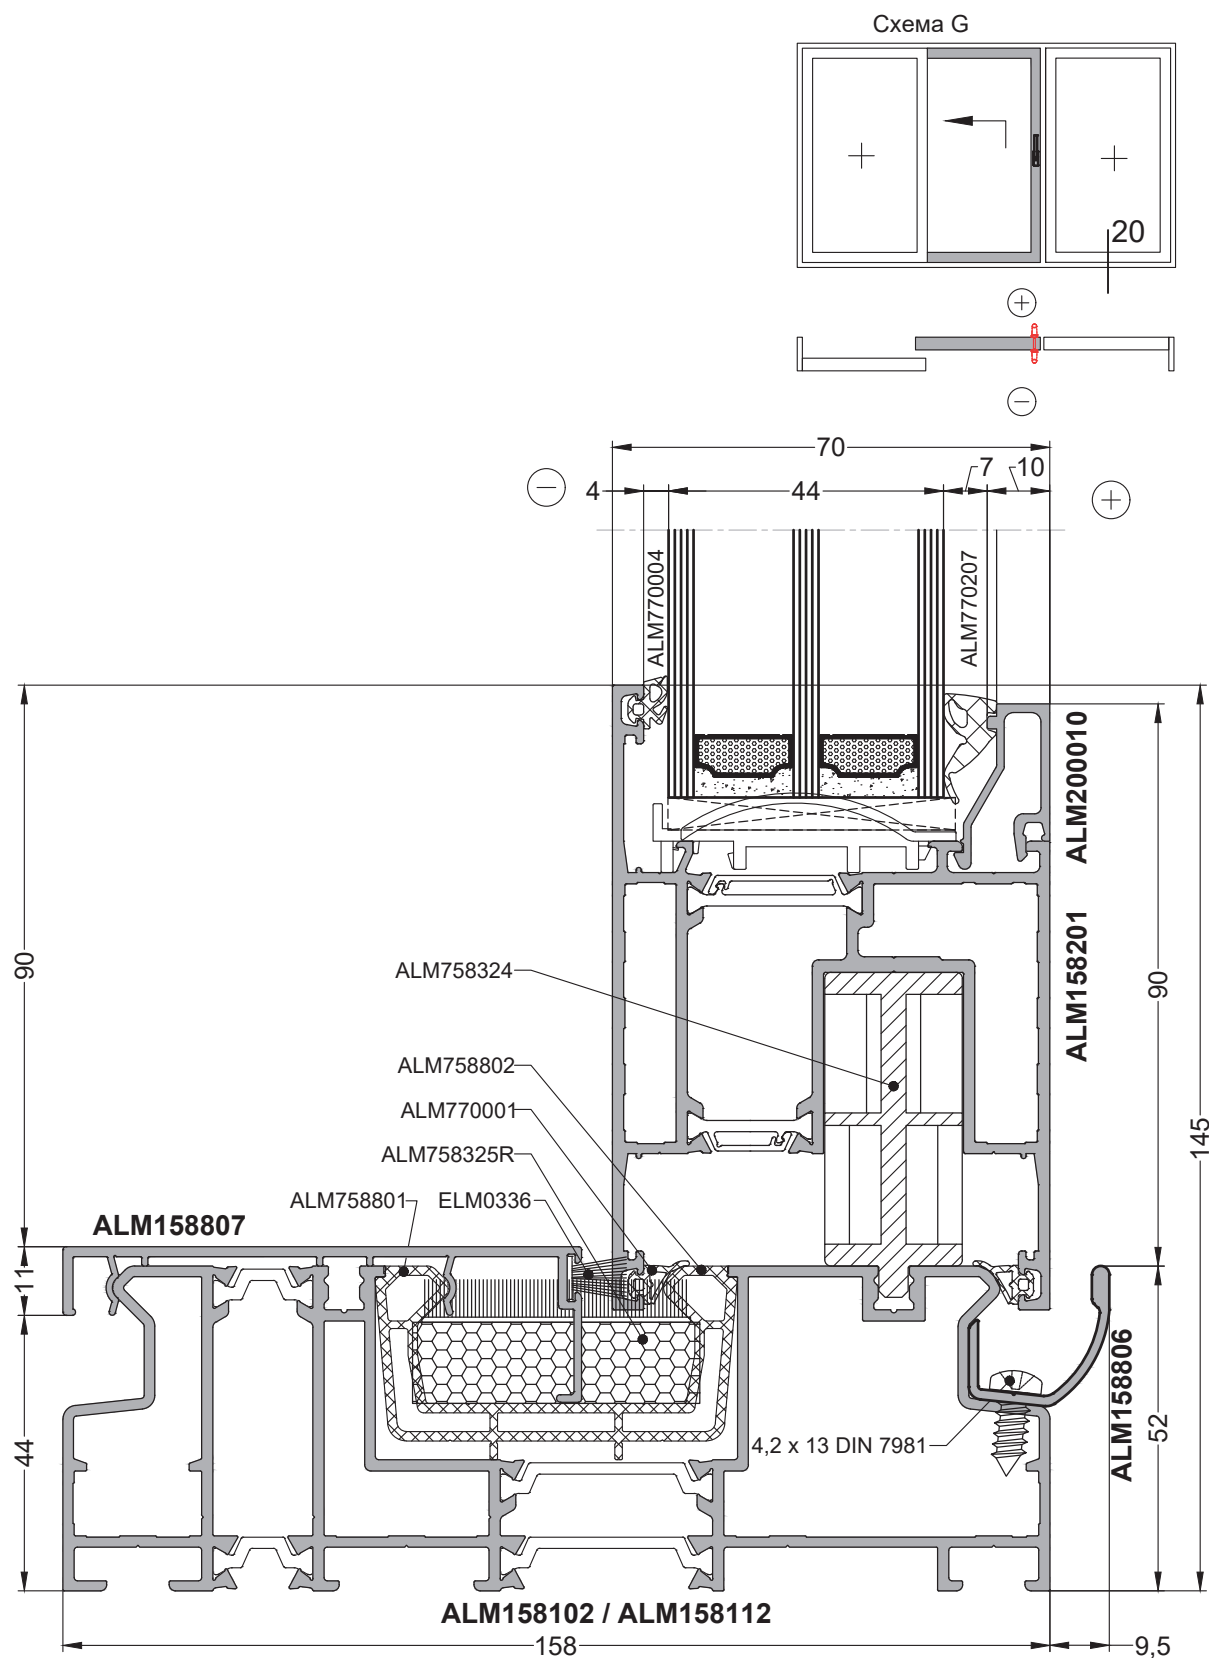 Схема G
20
70
7
10
4
44
ALM770004
ALM770207
ALM200010
ALM158201
90
90
145
ALM758324
ALM758802
ALM770001
ALM758325R
ALM758801
ELM0336
ALM158807
11
44
4,2 x 13 DIN 7981
ALM158806
52
ALM158102 / ALM158112
158
9,5